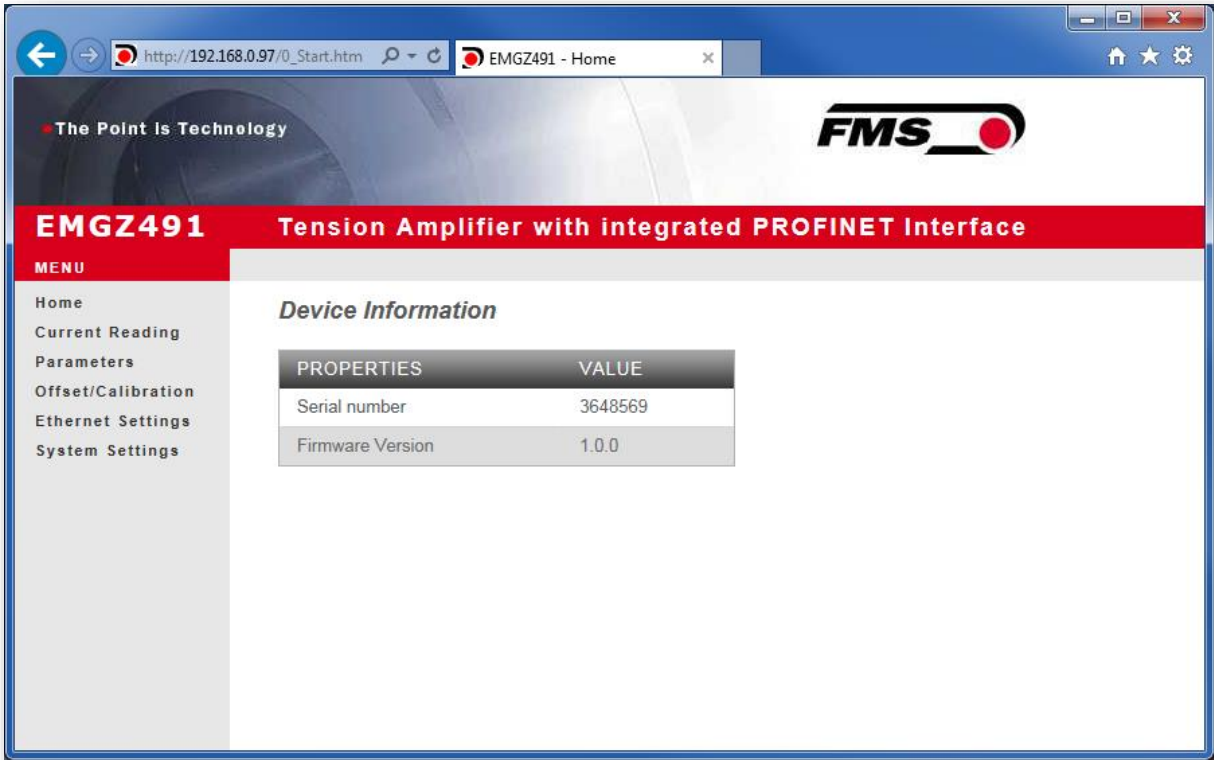 http://192.168.0.97/0_Start.htm
EMGZ491 - Home
The Point Is Technology
FMS
EMGZ491 Tension Amplifier with integrated PROFINET Interface
MENU
Home
Current Reading
Parameters
Offset/Calibration
Ethernet Settings
System Settings
Device Information
PROPERTIES VALUE
Serial number 3648569
Firmware Version 1.0.0